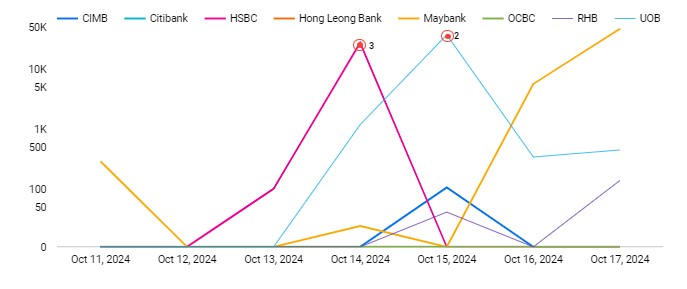 CIMB Citibank HSBC Hong Leong Bank Maybank OCBC RHB UOB
50K
10K
5K
1K
500
100
50
0
3
2
Oct 11, 2024 Oct 12, 2024 Oct 13, 2024 Oct 14, 2024 Oct 15, 2024 Oct 16, 2024 Oct 17, 2024